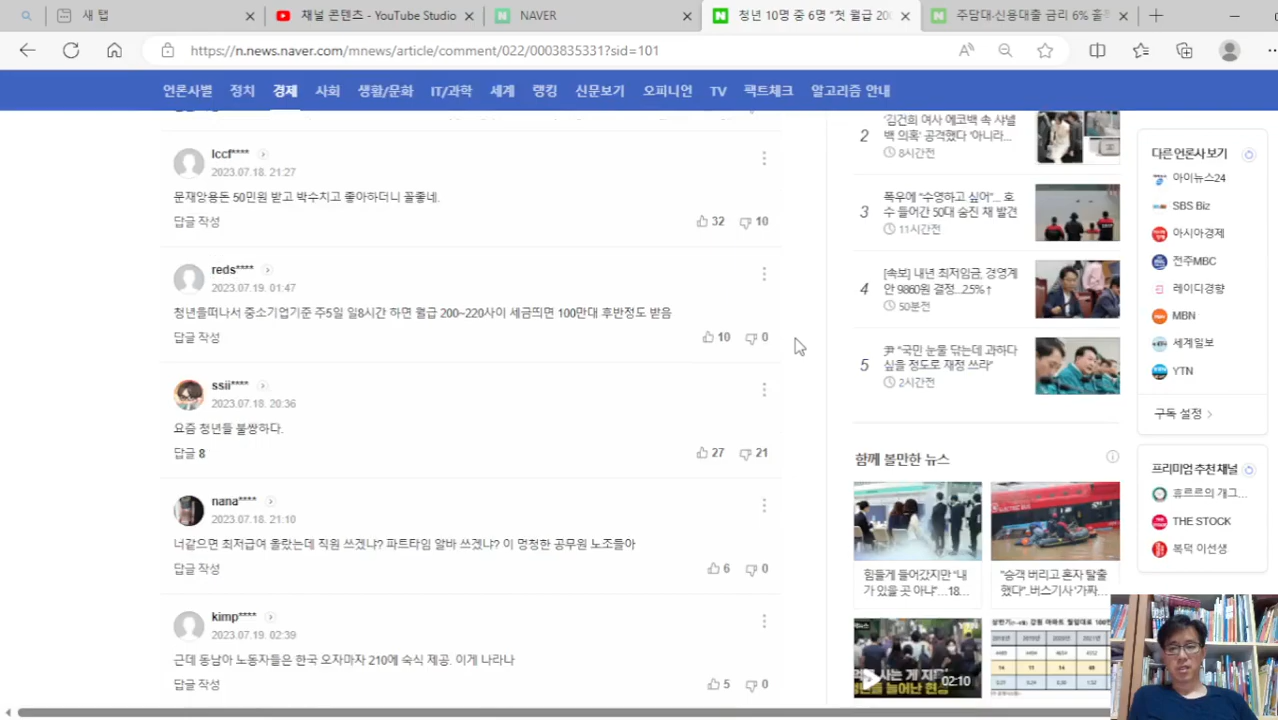 새 탭
채널 콘텐츠 - YouTube Studio
NAVER
청년 10명 중 6명 "첫 월급 200
주담대·신용대출 금리 6% 훌
https://n.news.naver.com/mnews/article/comment/022/0003835331?sid=101
언론사별 정치 경제 사회 생활/문화 IT/과학 세계 랭킹 신문보기 오피니언 TV 팩트체크 알고리즘 안내
lccf****
2023.07.18. 21:27
문재앙용돈 50민원 받고 박수치고 좋아하더니 꼴좋네.
답글 작성
32 10
reds****
2023.07.19. 01:47
청년을떠나서 중소기업기준 주5일 일8시간 하면 월급 200~220사이 세금띄면 100만대 후반정도 받음
답글 작성
10 0
ssii****
2023.07.18. 20:36
요즘 청년들 불쌍하다.
답글 8
27 21
nana****
2023.07.18. 21:10
너같으면 최저급여 올랐는데 직원 쓰겠냐? 파트타임 알바 쓰겠냐? 이 멍청한 공무원 노조들아
답글 작성
6 0
kimp****
2023.07.19. 02:39
근데 동남아 노동자들은 한국 오자마자 210에 숙식 제공. 이게 나라냐
답글 작성
5 0
2
'김건희 여사 에코백 속 샤넬
백 의혹' 공격했다 '아니라...
8시간전
3
폭우에 "수영하고 싶어"... 호
수 들어간 50대 숨진 채 발견
11시간전
4
[속보] 내년 최저임금, 경영계
안 9860원 결정...2.5%↑
50분전
5
尹 "국민 눈물 닦는데 과하다
싶을 정도로 재정 쓰라"
2시간전
함께 볼만한 뉴스
힘들게 들어갔지만 "내
가 있을 곳 아냐"…18...
"승객 버리고 혼자 탈출
했다"..버스기사 '가짜...
02:10
다른 언론사 보기
아이뉴스24
SBS Biz
아시아경제
전주MBC
레이디경향
MBN
세계일보
YTN
구독 설정
프리미엄 추천 채널
휴르르의 개그...
THE STOCK
복덕 이선생